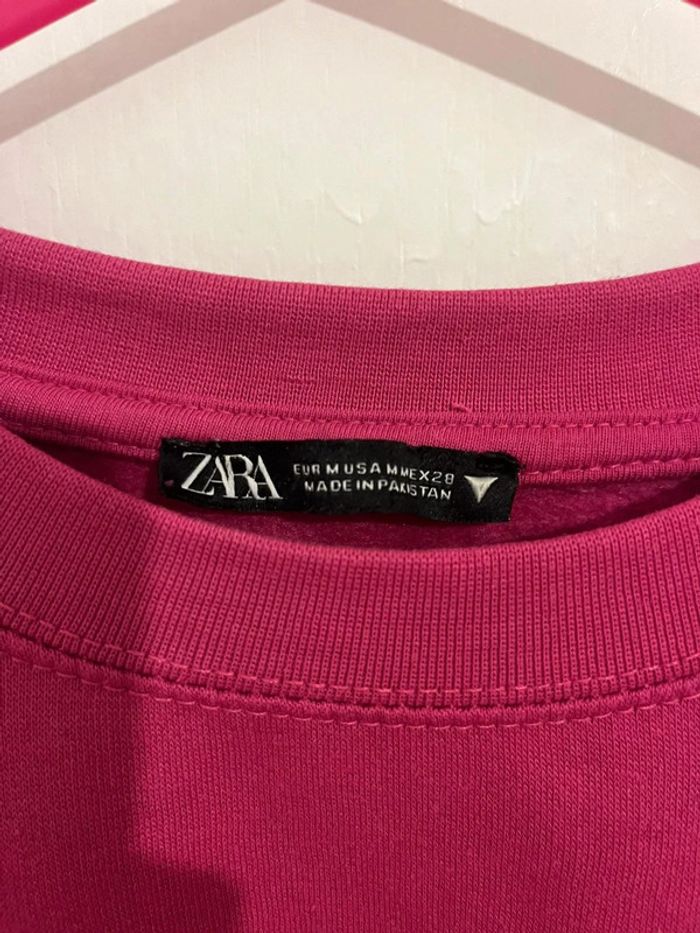 ZARA
EUR M USA M MEX 28
MADE IN PAKISTAN